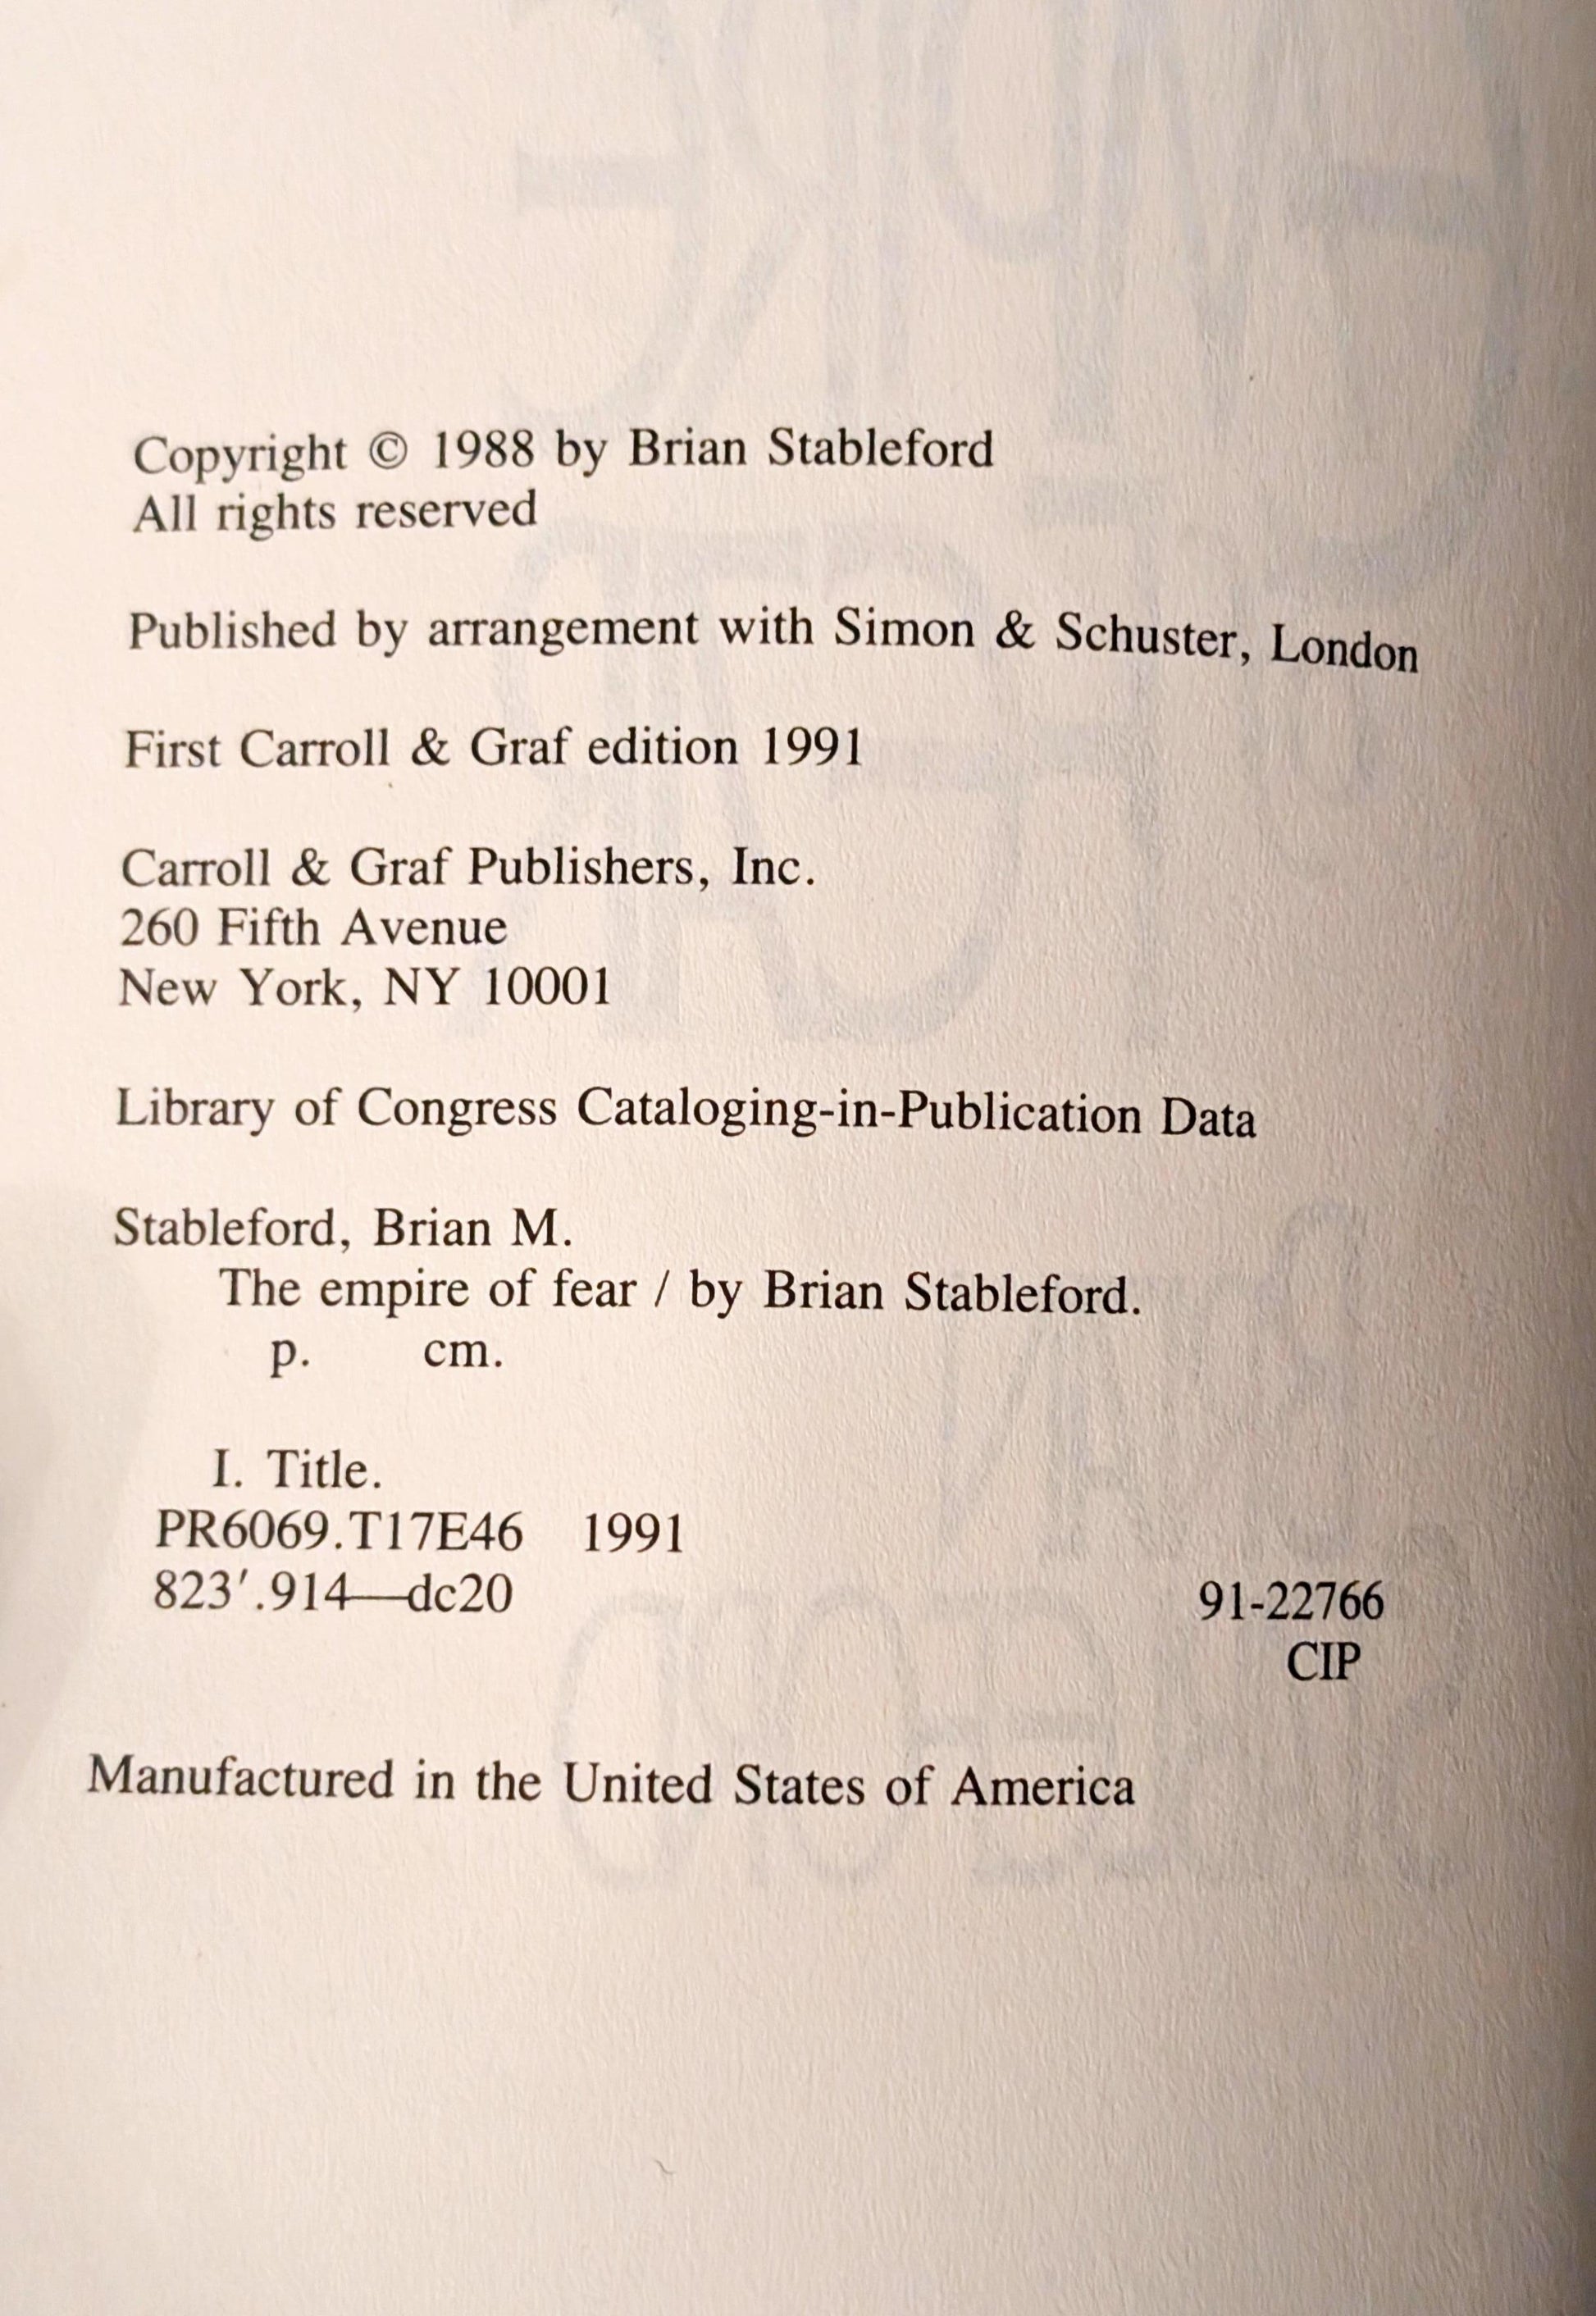 Copyright © 1988 by Brian Stableford
All rights reserved
Published by arrangement with Simon & Schuster, London
First Carroll & Graf edition 1991
Carroll & Graf Publishers, Inc.
260 Fifth Avenue
New York, NY 10001
Library of Congress Cataloging-in-Publication Data
Stableford, Brian M.
The empire of fear / by Brian Stableford.
p. cm.
I. Title.
PR6069.T17E46 1991
823′.914—dc20 91-22766
CIP
Manufactured in the United States of America